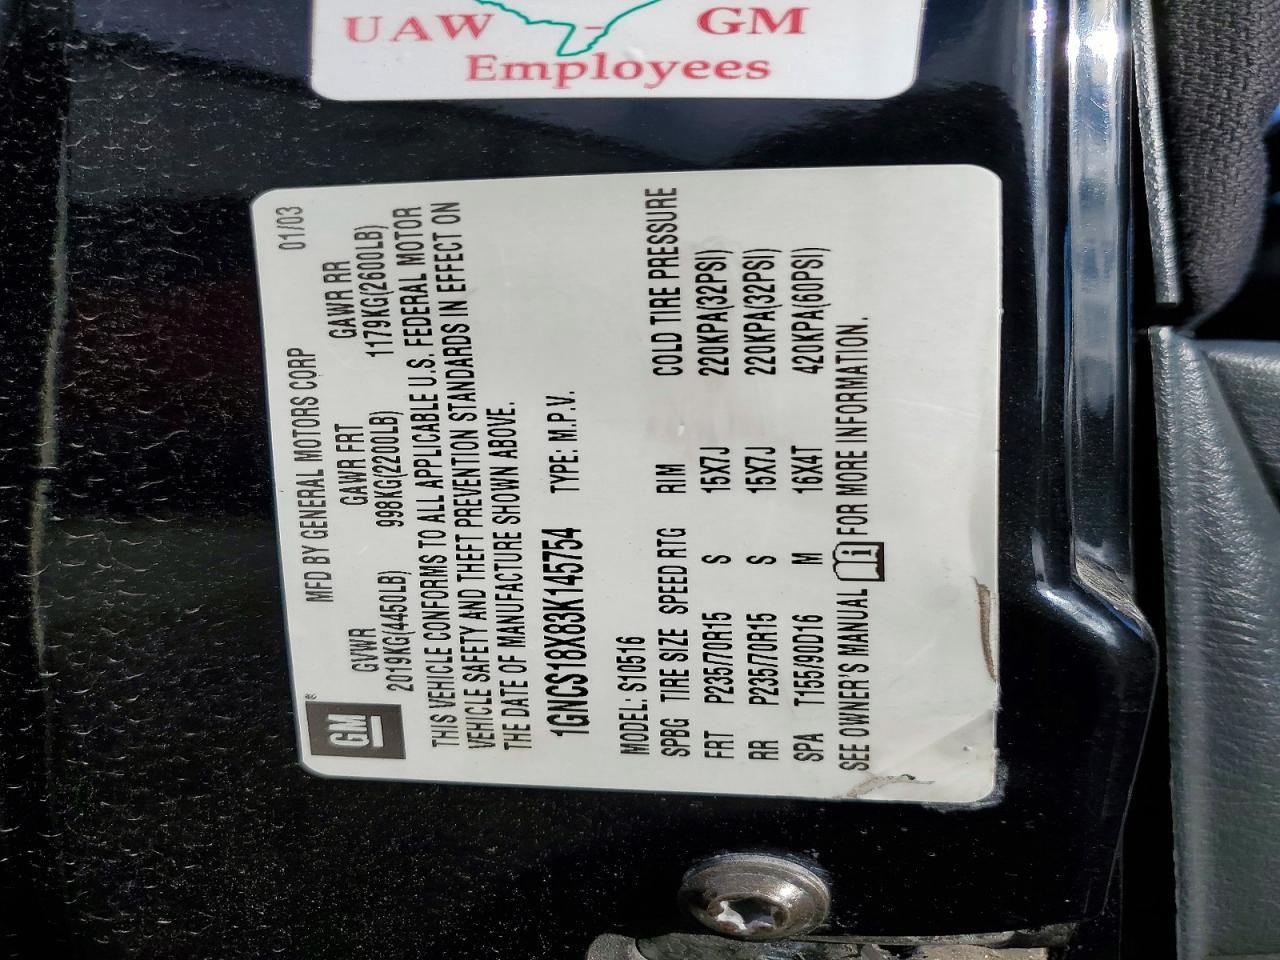 UAW - GM
Employees
GM ®
MFD BY GENERAL MOTORS CORP 01/03
GVWR GAWR FRT GAWR RR
2019KG(4450LB) 998KG(2200LB) 1179KG(2600LB)
THIS VEHICLE CONFORMS TO ALL APPLICABLE U.S. FEDERAL MOTOR
VEHICLE SAFETY AND THEFT PREVENTION STANDARDS IN EFFECT ON
THE DATE OF MANUFACTURE SHOWN ABOVE.
1GNCS18X83K145754 TYPE: M.P.V.
MODEL: S10516
SPBG TIRE SIZE SPEED RTG RIM COLD TIRE PRESSURE
FRT P235/70R15 S 15X7J 220KPA(32PSI)
RR P235/70R15 S 15X7J 220KPA(32PSI)
SPA T155/90D16 M 16X4T 420KPA(60PSI)
SEE OWNER'S MANUAL i FOR MORE INFORMATION.